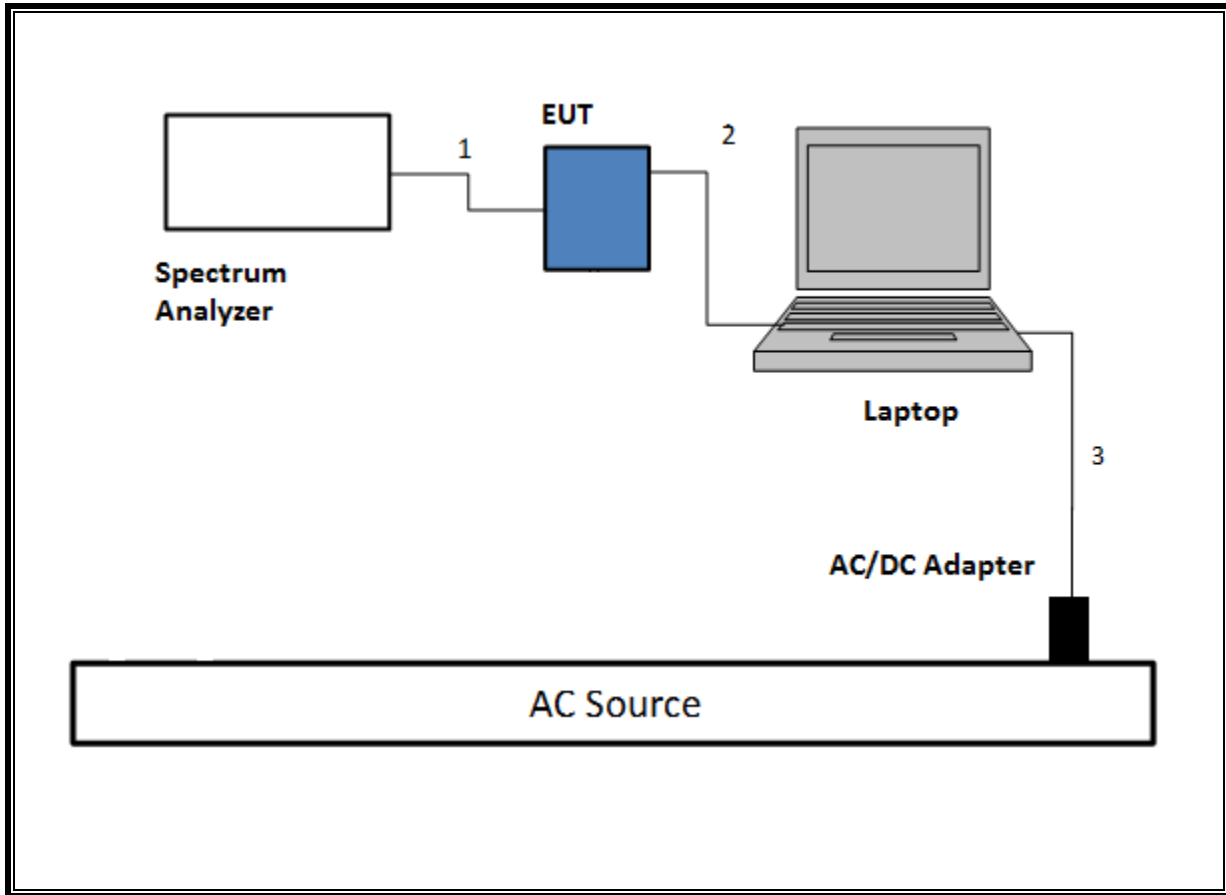 EUT
1
2
Spectrum
Analyzer
Laptop
3
AC/DC Adapter
AC Source